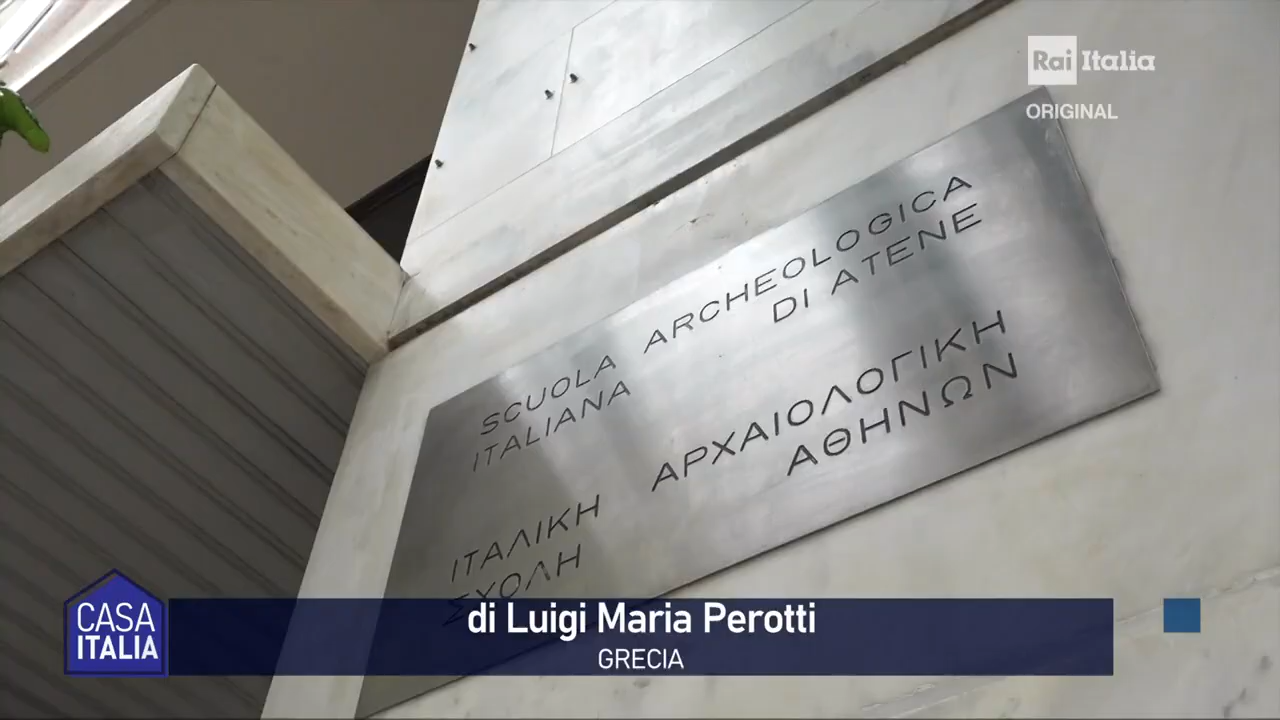 Rai Italia
ORIGINAL
SCUOLA ARCHEOLOGICA
ITALIANA DI ATENE
ΙΤΑΛΙΚΗ ΑΡΧΑΙΟΛΟΓΙΚΗ
ΣΧΟΛΗ ΑΘΗΝΩΝ
CASA
ITALIA
di Luigi Maria Perotti
GRECIA